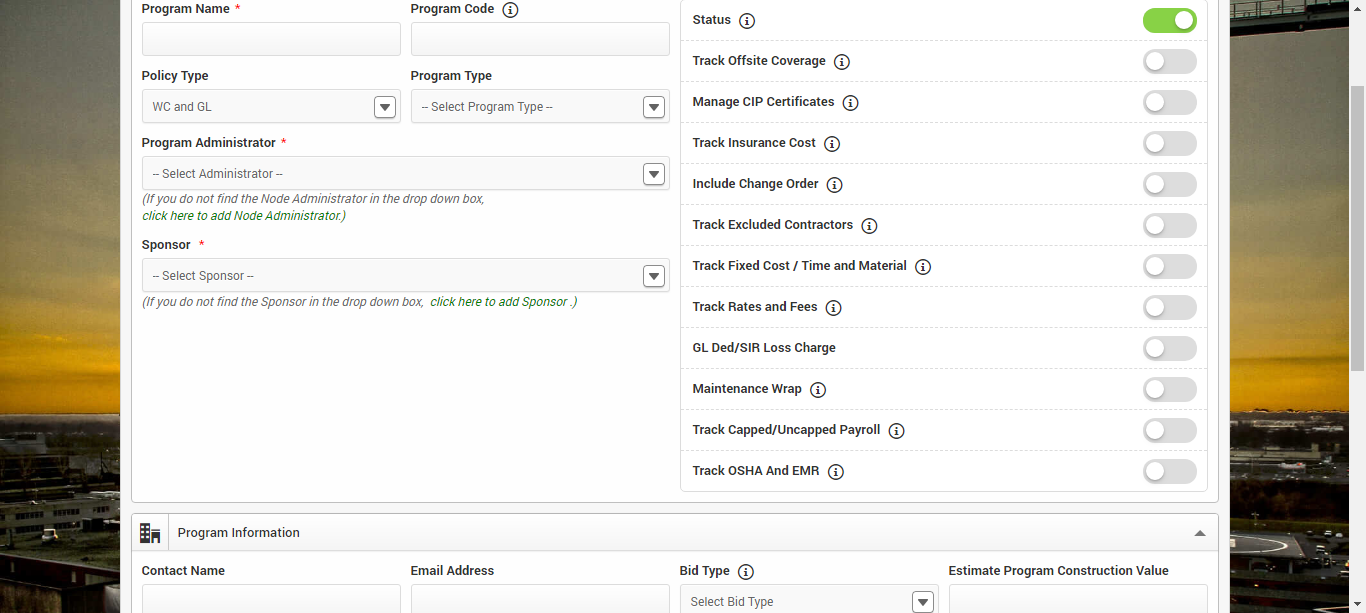 Program Name *
Program Code
Policy Type
Program Type
WC and GL
-- Select Program Type --
Program Administrator *
-- Select Administrator --
(If you do not find the Node Administrator in the drop down box,
click here to add Node Administrator.)
Sponsor *
-- Select Sponsor --
(If you do not find the Sponsor in the drop down box, click here to add Sponsor .)
Status
Track Offsite Coverage
Manage CIP Certificates
Track Insurance Cost
Include Change Order
Track Excluded Contractors
Track Fixed Cost / Time and Material
Track Rates and Fees
GL Ded/SIR Loss Charge
Maintenance Wrap
Track Capped/Uncapped Payroll
Track OSHA And EMR
Program Information
Contact Name
Email Address
Bid Type
Estimate Program Construction Value
Select Bid Type